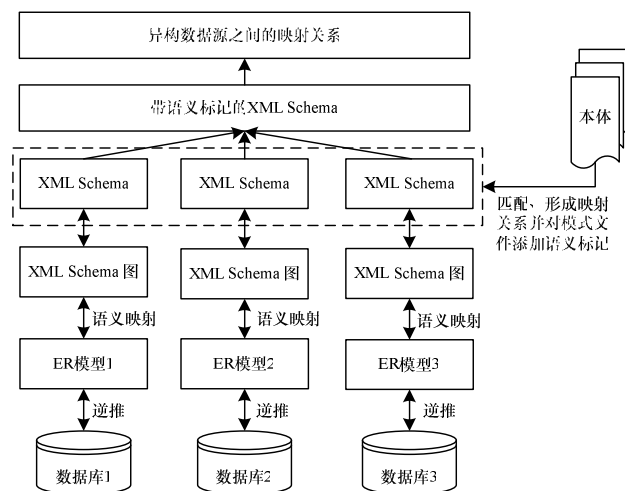 异构数据源之间的映射关系
带语义标记的XML Schema
本体
XML Schema
XML Schema
XML Schema
匹配、形成映射
关系并对模式文
件添加语义标记
XML Schema 图
XML Schema 图
XML Schema 图
语义映射
语义映射
语义映射
ER模型1
ER模型2
ER模型3
逆推
逆推
逆推
数据库1
数据库2
数据库3